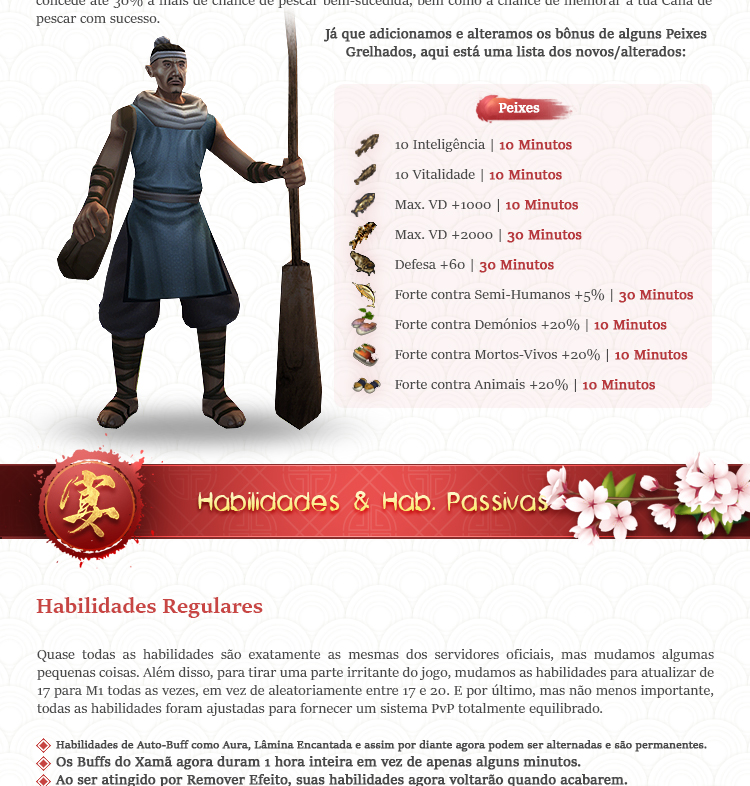 concede até 30% a mais de chance de pescar bem-sucedida, bem como a chance de melhorar a tua Cana de
pescar com sucesso.
Já que adicionamos e alteramos os bônus de alguns Peixes
Grelhados, aqui está uma lista dos novos/alterados:
Peixes
10 Inteligência | 10 Minutos
10 Vitalidade | 10 Minutos
Max. VD +1000 | 10 Minutos
Max. VD +2000 | 30 Minutos
Defesa +60 | 30 Minutos
Forte contra Semi-Humanos +5% | 30 Minutos
Forte contra Demónios +20% | 10 Minutos
Forte contra Mortos-Vivos +20% | 10 Minutos
Forte contra Animais +20% | 10 Minutos
宴
Habilidades & Hab. Passivas
Habilidades Regulares
Quase todas as habilidades são exatamente as mesmas dos servidores oficiais, mas mudamos algumas
pequenas coisas. Além disso, para tirar uma parte irritante do jogo, mudamos as habilidades para atualizar de
17 para M1 todas as vezes, em vez de aleatoriamente entre 17 e 20. E por último, mas não menos importante,
todas as habilidades foram ajustadas para fornecer um sistema PvP totalmente equilibrado.
Habilidades de Auto-Buff como Aura, Lâmina Encantada e assim por diante agora podem ser alternadas e são permanentes.
Os Buffs do Xamã agora duram 1 hora inteira em vez de apenas alguns minutos.
Ao ser atingido por Remover Efeito, suas habilidades agora voltarão quando acabarem.